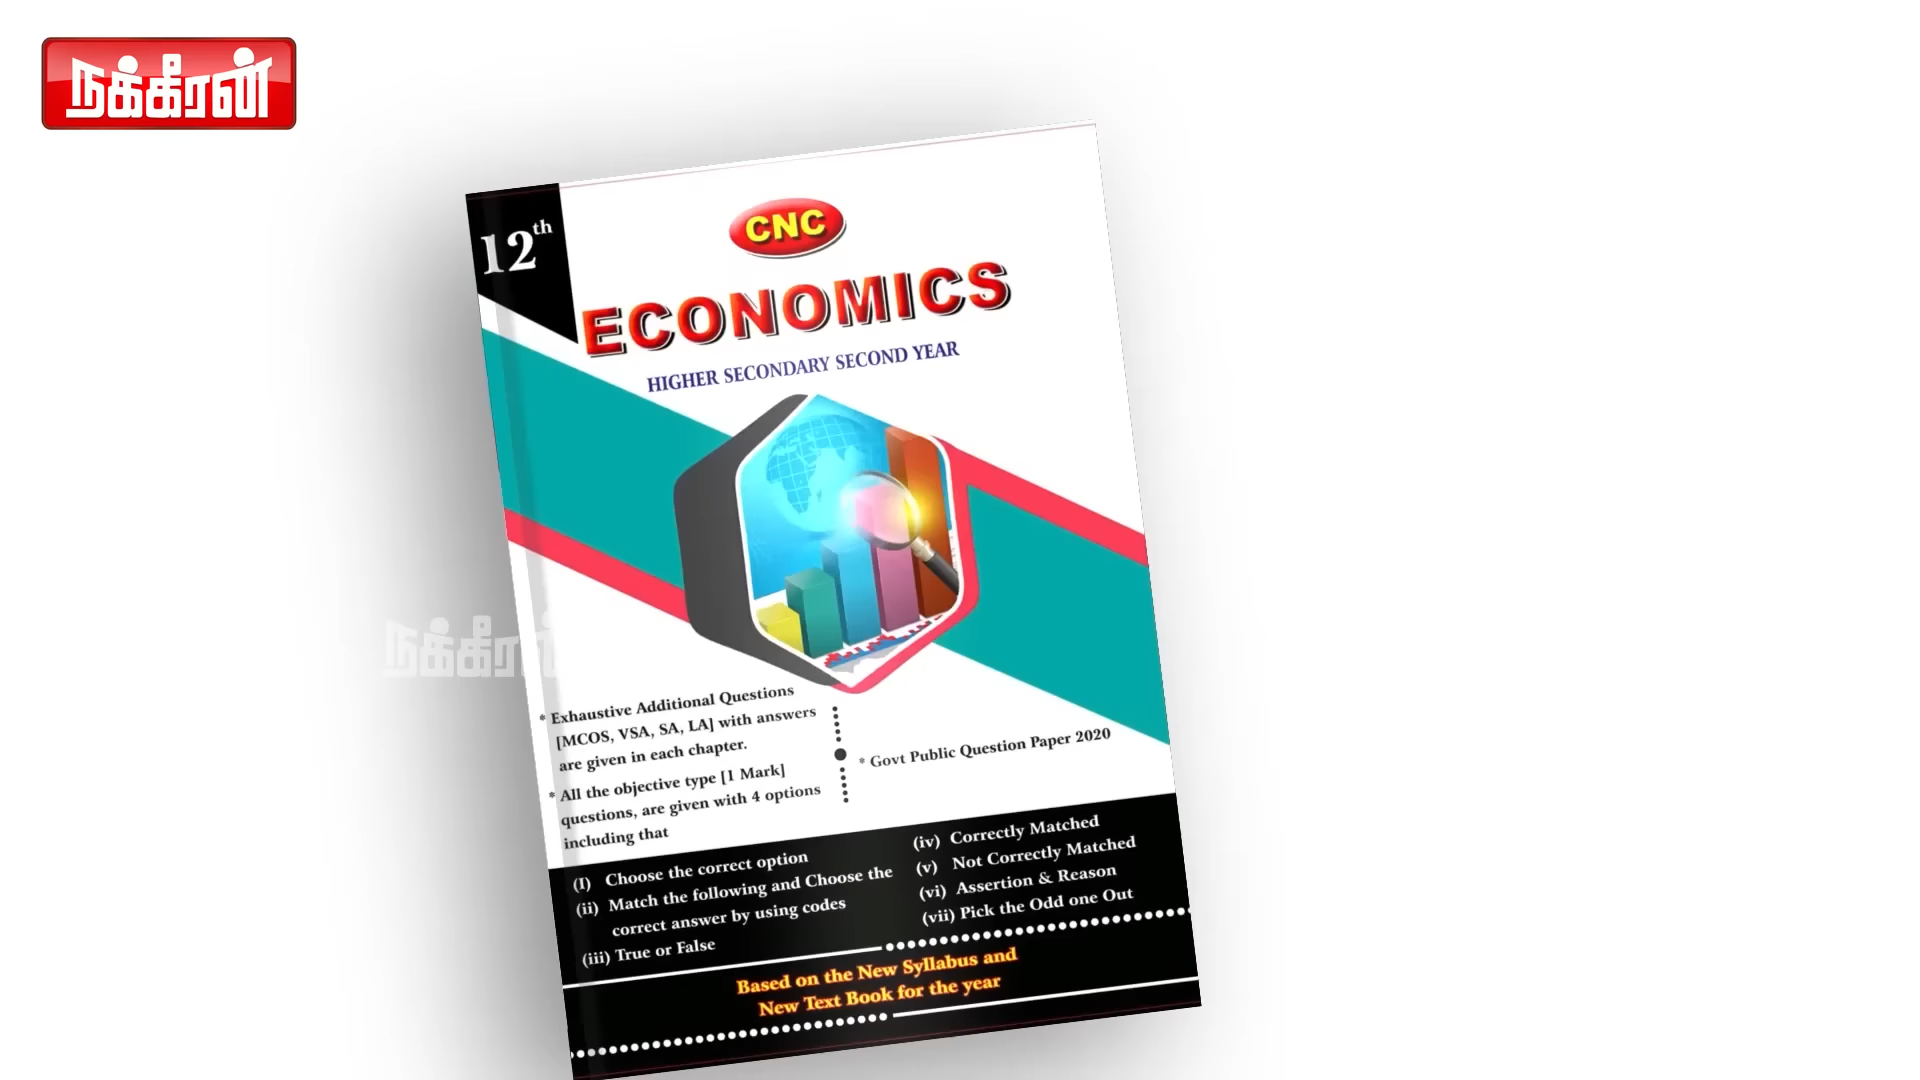 நக்கீரன்
12th
CNC
ECONOMICS
HIGHER SECONDARY SECOND YEAR
* Exhaustive Additional Questions
[MCOS, VSA, SA, LA] with answers
are given in each chapter.
* All the objective type [1 Mark]
questions, are given with 4 options
including that
* Govt Public Question Paper 2020
(I) Choose the correct option
(ii) Match the following and Choose the
correct answer by using codes
(iii) True or False
(iv) Correctly Matched
(v) Not Correctly Matched
(vi) Assertion & Reason
(vii) Pick the Odd one Out
Based on the New Syllabus and
New Text Book for the year
நக்கீரன்